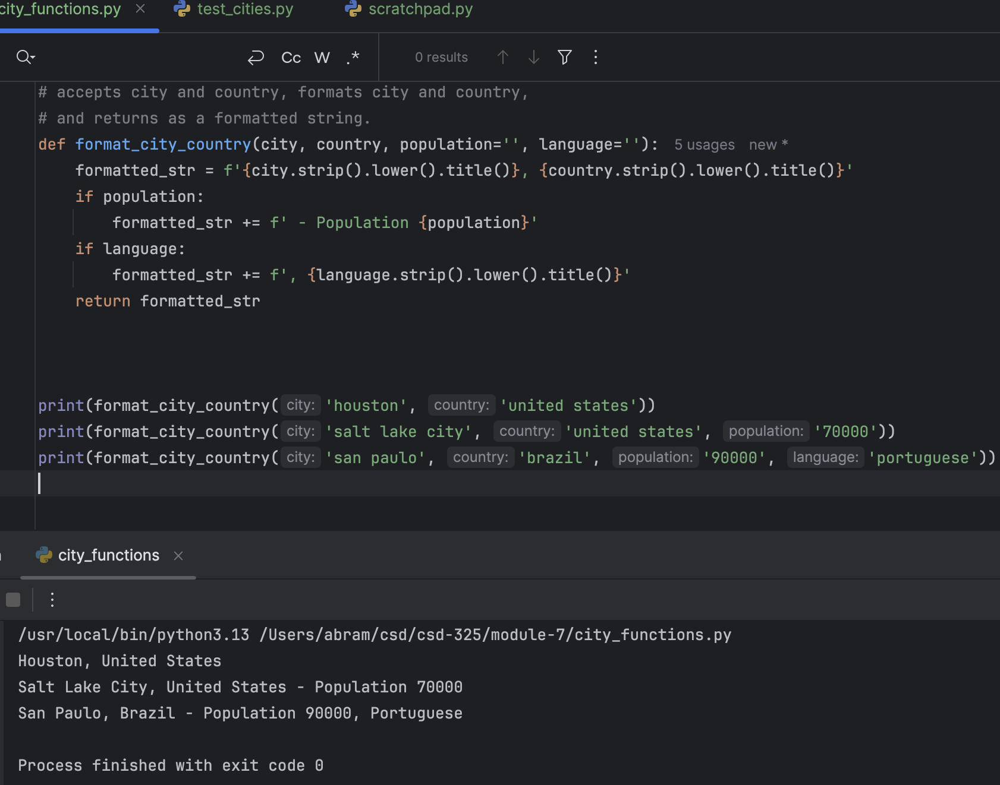 city_functions.py test_cities.py scratchpad.py
Cc W .* 0 results
# accepts city and country, formats city and country,
# and returns as a formatted string.
def format_city_country(city, country, population='', language=''): 5 usages new *
    formatted_str = f'{city.strip().lower().title()}, {country.strip().lower().title()}'
    if population:
        formatted_str += f' - Population {population}'
    if language:
        formatted_str += f', {language.strip().lower().title()}'
    return formatted_str
print(format_city_country( city: 'houston', country: 'united states'))
print(format_city_country( city: 'salt lake city', country: 'united states', population: '70000'))
print(format_city_country( city: 'san paulo', country: 'brazil', population: '90000', language: 'portuguese'))
city_functions
/usr/local/bin/python3.13 /Users/abram/csd/csd-325/module-7/city_functions.py
Houston, United States
Salt Lake City, United States - Population 70000
San Paulo, Brazil - Population 90000, Portuguese
Process finished with exit code 0